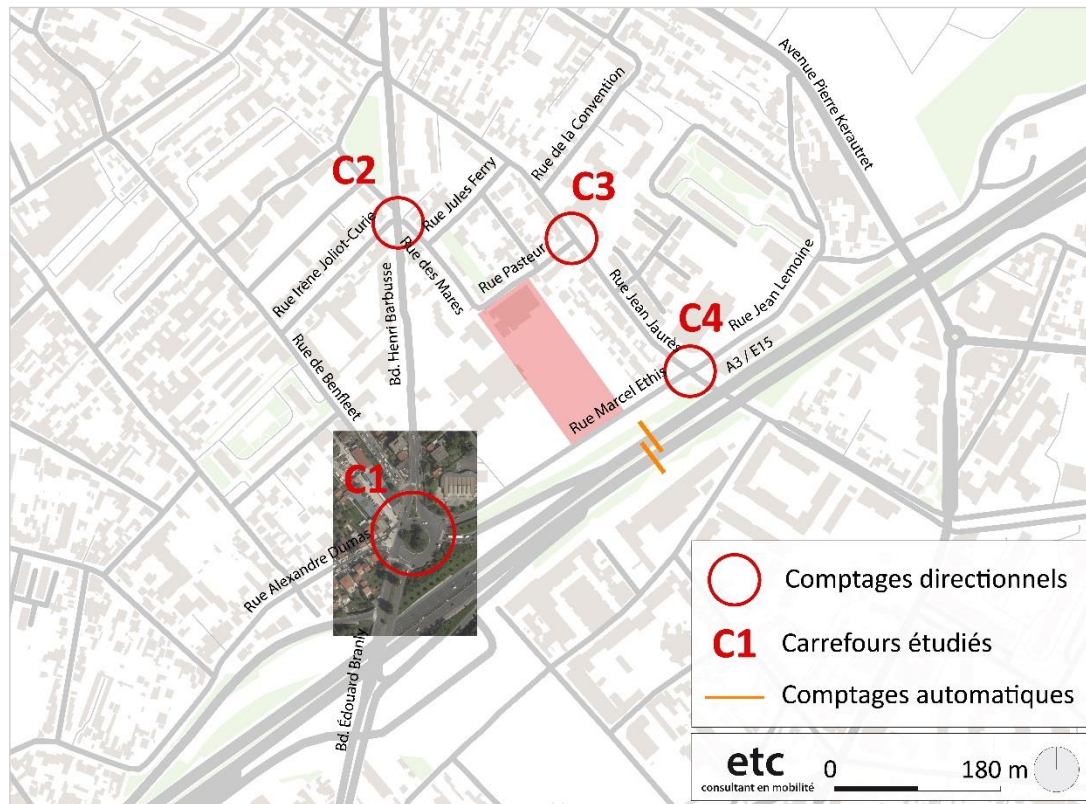 Avenue Pierre Kerautret
Rue de la Convention
C2
Rue Jules Ferry
C3
Rue Irène Joliot-Curie
Rue des Mares
Rue Pasteur
Bd. Henri Barbusse
Rue Jean Jaurès
C4
Rue Jean Lemoine
A3 / E15
Rue de Benfleet
Rue Marcel Ethis
C1
Rue Alexandre Dumas
Bd. Édouard Branly
Comptages directionnels
C1 Carrefours étudiés
Comptages automatiques
etc
consultant en mobilité
0 180 m